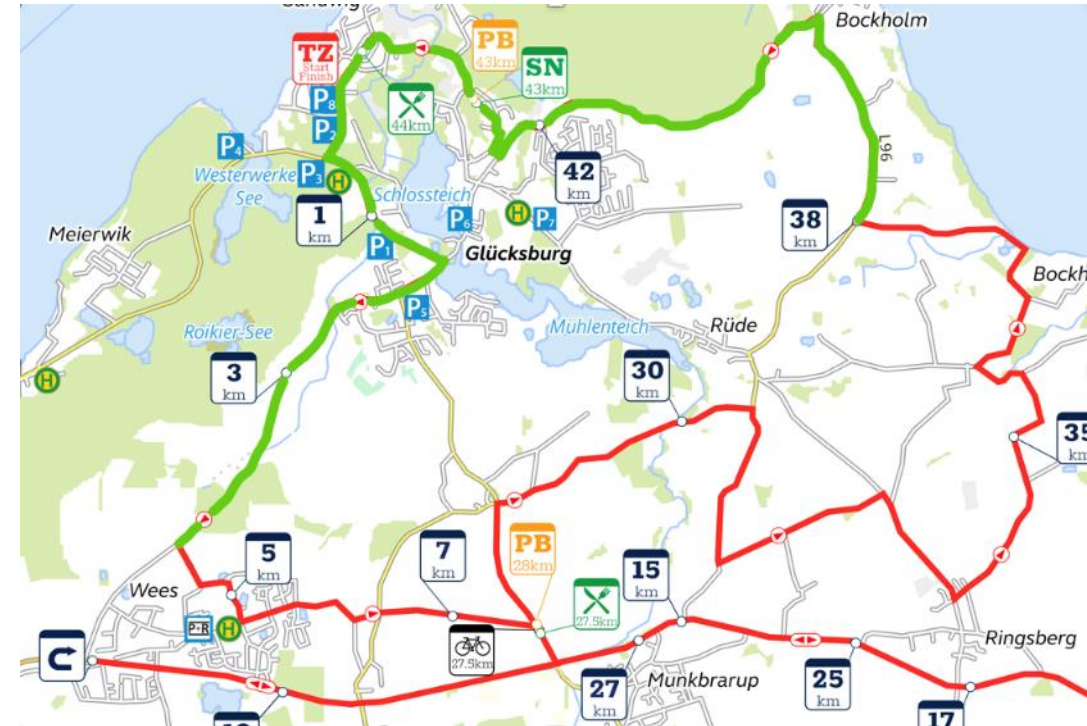 Bockholm
TZ
Start
Finish
PB
43km
SN
43km
P8
44km
P2
L96
P4
42
km
Westerwerker
See
P3
H
Schlossteich
1
km
P6
H
P7
38
km
Meierwik
P1
Glücksburg
Bockh
P5
Mühlenteich
Rüde
Roikier-See
3
km
30
km
H
35
km
PB
28km
5
km
7
km
15
km
Wees
P+R
H
27.5km
27.5km
Ringsberg
27
km
Munkbrarup
25
km
17